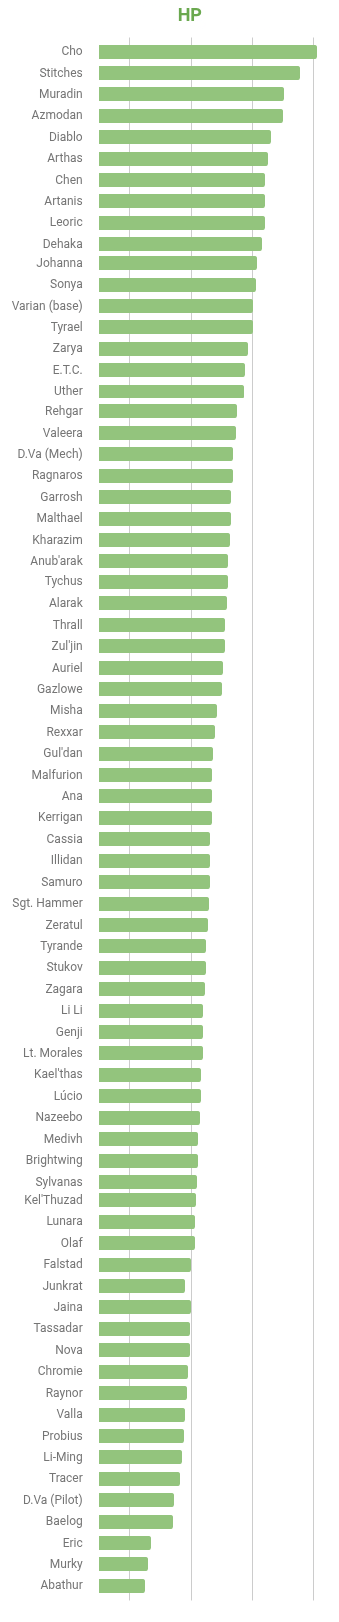 HP
Cho
Stitches
Muradin
Azmodan
Diablo
Arthas
Chen
Artanis
Leoric
Dehaka
Johanna
Sonya
Varian (base)
Tyrael
Zarya
E.T.C.
Uther
Rehgar
Valeera
D.Va (Mech)
Ragnaros
Garrosh
Malthael
Kharazim
Anub'arak
Tychus
Alarak
Thrall
Zul'jin
Auriel
Gazlowe
Misha
Rexxar
Gul'dan
Malfurion
Ana
Kerrigan
Cassia
Illidan
Samuro
Sgt. Hammer
Zeratul
Tyrande
Stukov
Zagara
Li Li
Genji
Lt. Morales
Kael'thas
Lúcio
Nazeebo
Medivh
Brightwing
Sylvanas
Kel'Thuzad
Lunara
Olaf
Falstad
Junkrat
Jaina
Tassadar
Nova
Chromie
Raynor
Valla
Probius
Li-Ming
Tracer
D.Va (Pilot)
Baelog
Eric
Murky
Abathur